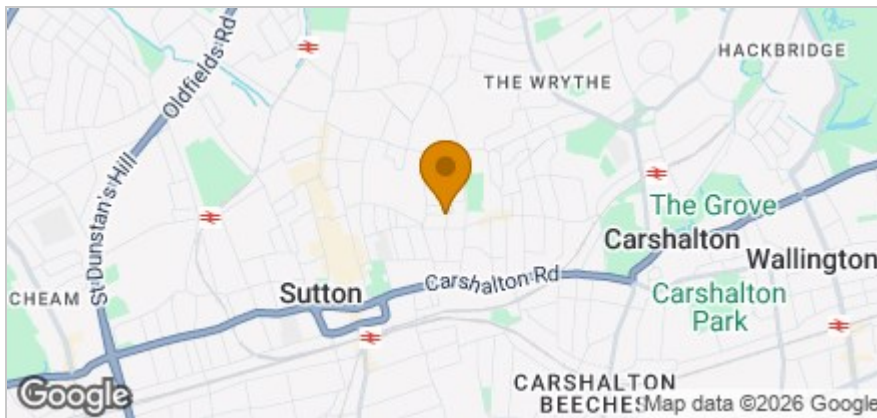 HACKBRIDGE
THE WRYTHE
Oldfields Rd
St Dunstan's Hill
The Grove
Carshalton
Wallington
Carshalton Rd
Sutton
CHEAM
Carshalton
Park
CARSHALTON
BEECHES
Google
Map data ©2026 Google